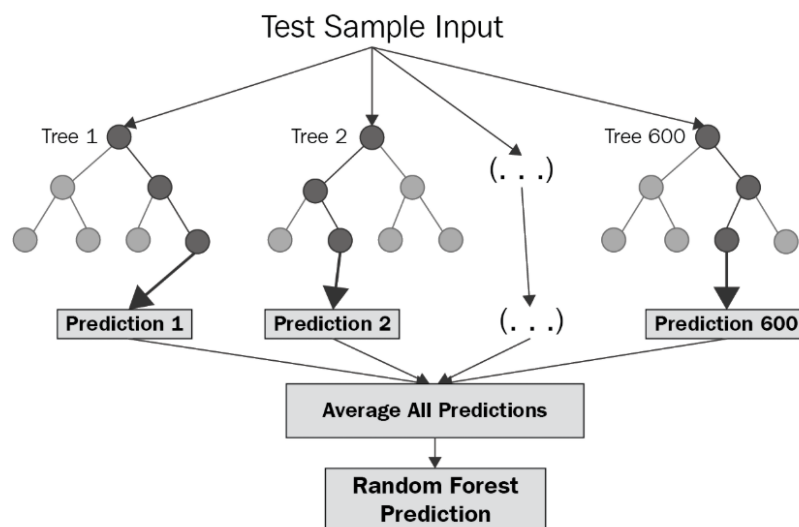 Test Sample Input
Tree 1
Tree 2
(. . .)
Tree 600
Prediction 1
Prediction 2
(. . .)
Prediction 600
Average All Predictions
Random Forest
Prediction